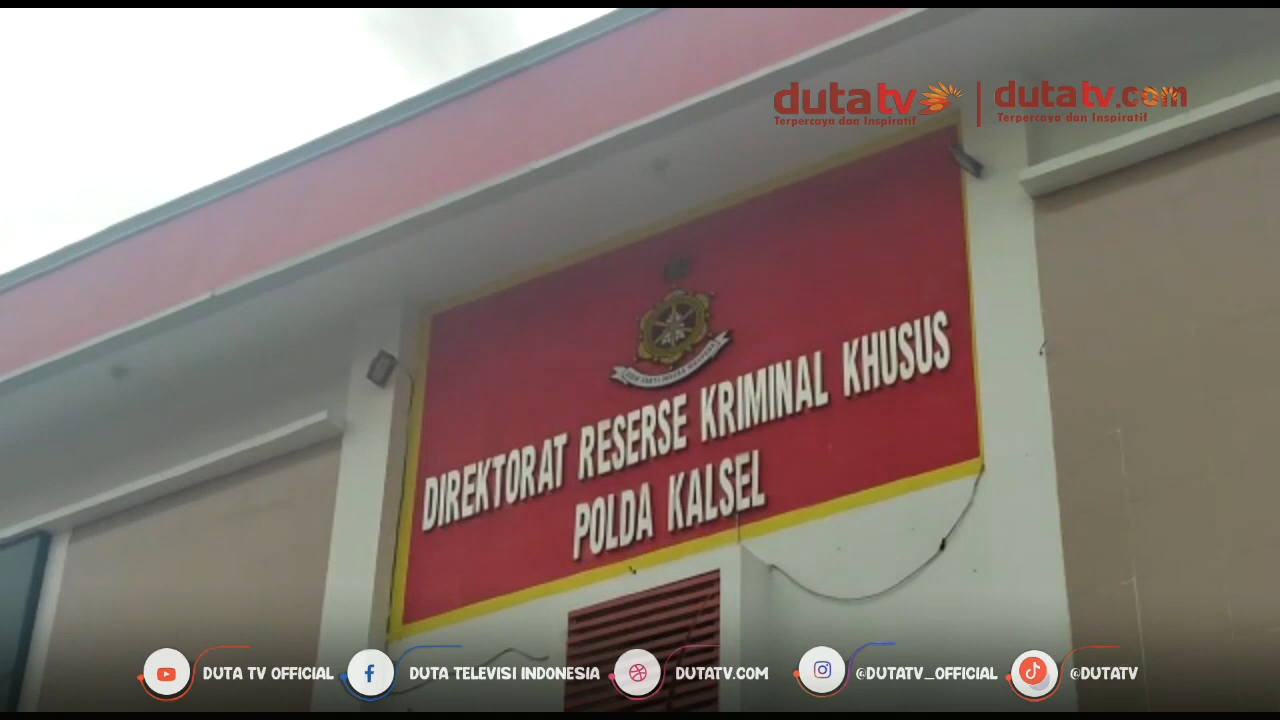 dutatv
Terpercaya dan Inspiratif
dutatv.com
Terpercaya dan Inspiratif
DIREKTORAT RESERSE KRIMINAL KHUSUS
POLDA KALSEL
DUTA TV OFFICIAL
DUTA TELEVISI INDONESIA
DUTATV.COM
@DUTATV_OFFICIAL
@DUTATV